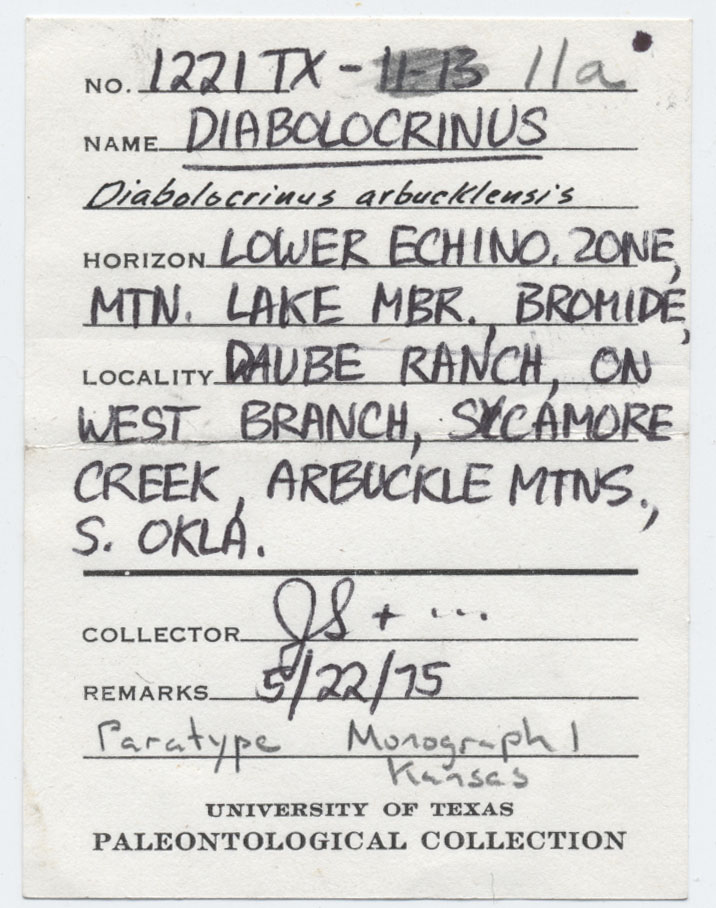 NO. 1221TX - 11-13 11a
NAME DIABOLOCRINUS
Diabolocrinus arbucklensis
HORIZON LOWER ECHINO. ZONE,
MTN. LAKE MBR., BROMIDE,
LOCALITY DAUBE RANCH, ON
WEST BRANCH, SYCAMORE
CREEK, ARBUCKLE MTNS.,
S. OKLA.
COLLECTOR JS + ...
REMARKS 5/22/75
Paratype Monograph 1
Kansas
UNIVERSITY OF TEXAS
PALEONTOLOGICAL COLLECTION